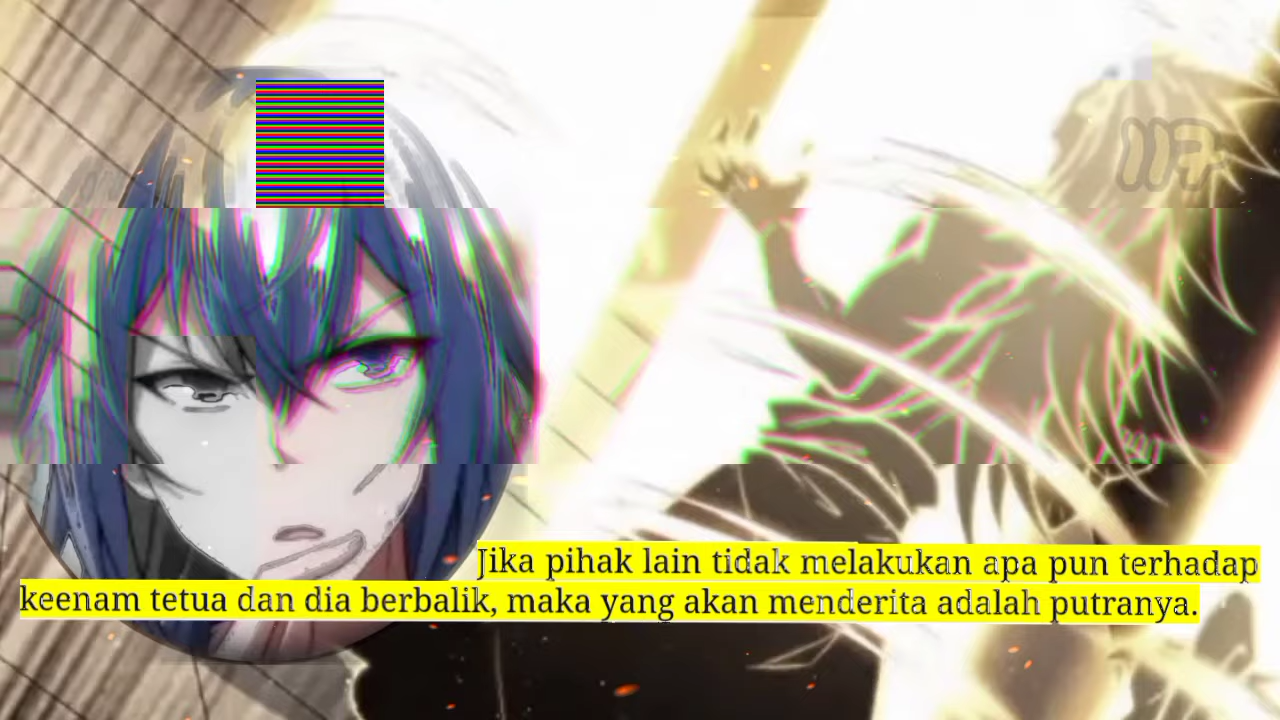 117
Jika pihak lain tidak melakukan apa pun terhadap
keenam tetua dan dia berbalik, maka yang akan menderita adalah putranya.